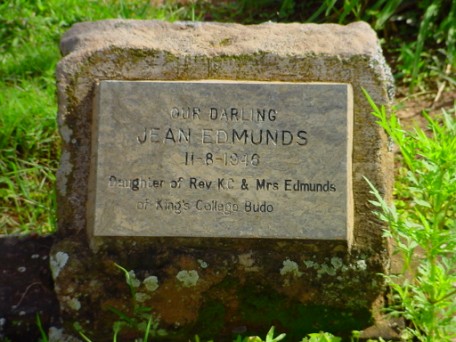 OUR DARLING
JEAN EDMUNDS
11-8-1940
Daughter of Rev. K.C & Mrs Edmunds
of King's College Budo